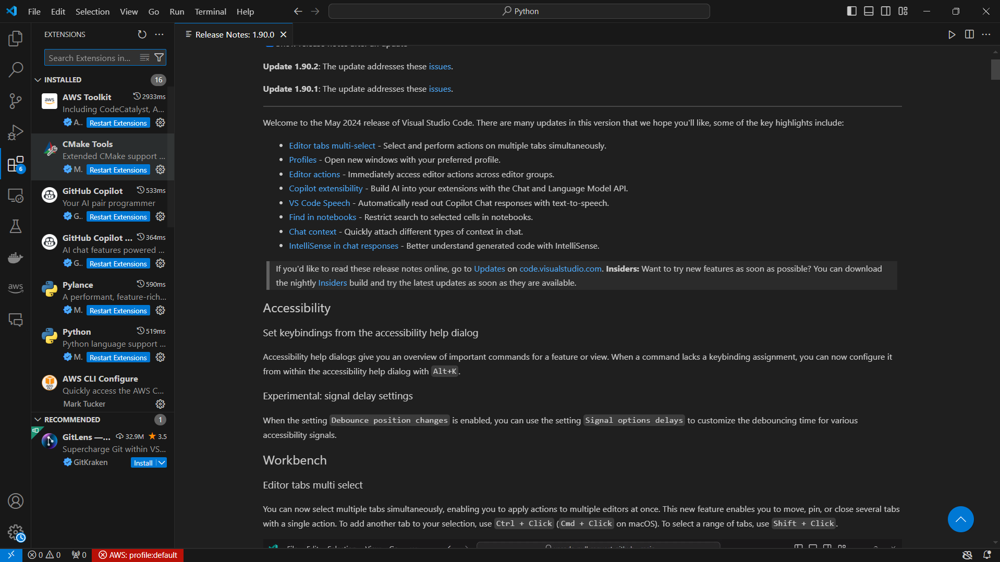 File Edit Selection View Go Run Terminal Help
Python
EXTENSIONS
Search Extensions in...
INSTALLED 16
AWS Toolkit 2933ms
Including CodeCatalyst, A...
A.. Restart Extensions
CMake Tools
Extended CMake support ...
M. Restart Extensions
GitHub Copilot 533ms
Your AI pair programmer
G.. Restart Extensions
GitHub Copilot ... 364ms
AI chat features powered ...
G.. Restart Extensions
Pylance 590ms
A performant, feature-rich...
M. Restart Extensions
Python 519ms
Python language support ...
M. Restart Extensions
AWS CLI Configure
Quickly access the AWS C...
Mark Tucker
RECOMMENDED 1
GitLens —... 32.9M 3.5
Supercharge Git within VS...
GitKraken Install
6
aws
Release Notes: 1.90.0
Show release notes after an update
Update 1.90.2: The update addresses these issues.
Update 1.90.1: The update addresses these issues.
Welcome to the May 2024 release of Visual Studio Code. There are many updates in this version that we hope you'll like, some of the key highlights include:
• Editor tabs multi-select - Select and perform actions on multiple tabs simultaneously.
• Profiles - Open new windows with your preferred profile.
• Editor actions - Immediately access editor actions across editor groups.
• Copilot extensibility - Build AI into your extensions with the Chat and Language Model API.
• VS Code Speech - Automatically read out Copilot Chat responses with text-to-speech.
• Find in notebooks - Restrict search to selected cells in notebooks.
• Chat context - Quickly attach different types of context in chat.
• IntelliSense in chat responses - Better understand generated code with IntelliSense.
If you'd like to read these release notes online, go to Updates on code.visualstudio.com. Insiders: Want to try new features as soon as possible? You can download
the nightly Insiders build and try the latest updates as soon as they are available.
Accessibility
Set keybindings from the accessibility help dialog
Accessibility help dialogs give you an overview of important commands for a feature or view. When a command lacks a keybinding assignment, you can now configure it
from within the accessibility help dialog with Alt+K.
Experimental: signal delay settings
When the setting Debounce position changes is enabled, you can use the setting Signal options delays to customize the debouncing time for various
accessibility signals.
Workbench
Editor tabs multi select
You can now select multiple tabs simultaneously, enabling you to apply actions to multiple editors at once. This new feature enables you to move, pin, or close several tabs
with a single action. To add another tab to your selection, use Ctrl + Click (Cmd + Click on macOS). To select a range of tabs, use Shift + Click.
0 0 0 AWS: profile:default